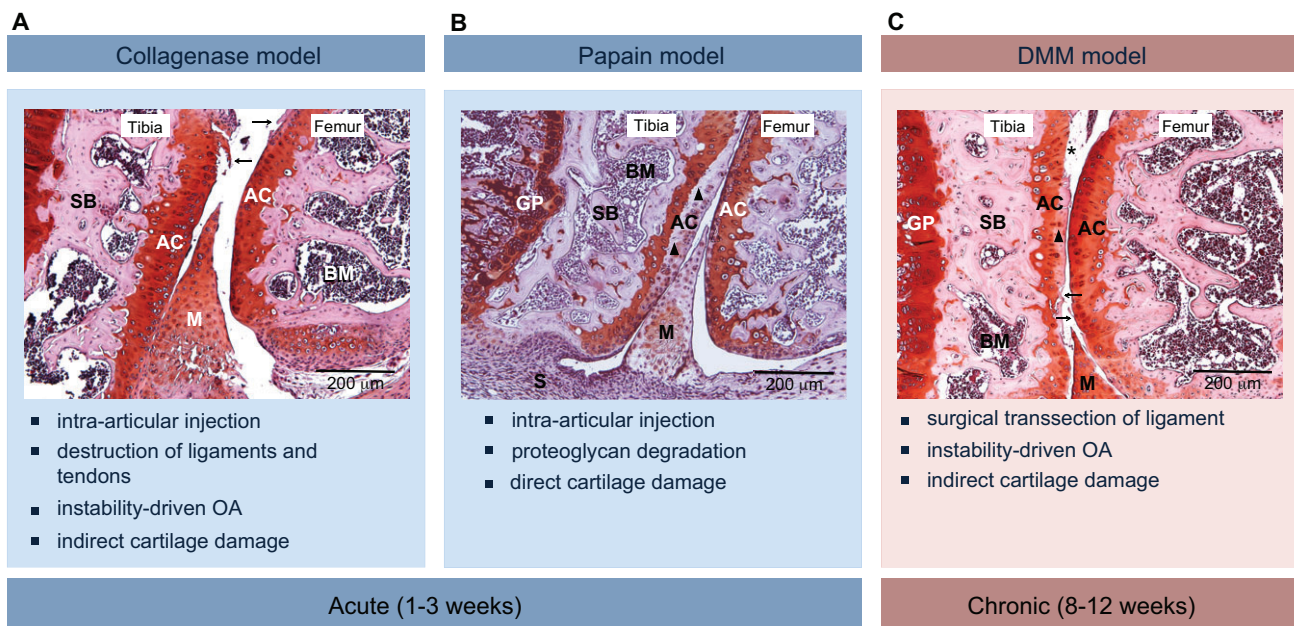 A
Collagenase model
Tibia
Femur
SB
AC
AC
BM
M
200 µm
▪ intra-articular injection
▪ destruction of ligaments and
tendons
▪ instability-driven OA
▪ indirect cartilage damage
B
Papain model
Tibia
Femur
BM
GP
SB
AC
AC
M
S
200 µm
▪ intra-articular injection
▪ proteoglycan degradation
▪ direct cartilage damage
Acute (1-3 weeks)
C
DMM model
Tibia
Femur
*
GP
SB
AC
AC
BM
M
200 µm
▪ surgical transsection of ligament
▪ instability-driven OA
▪ indirect cartilage damage
Chronic (8-12 weeks)